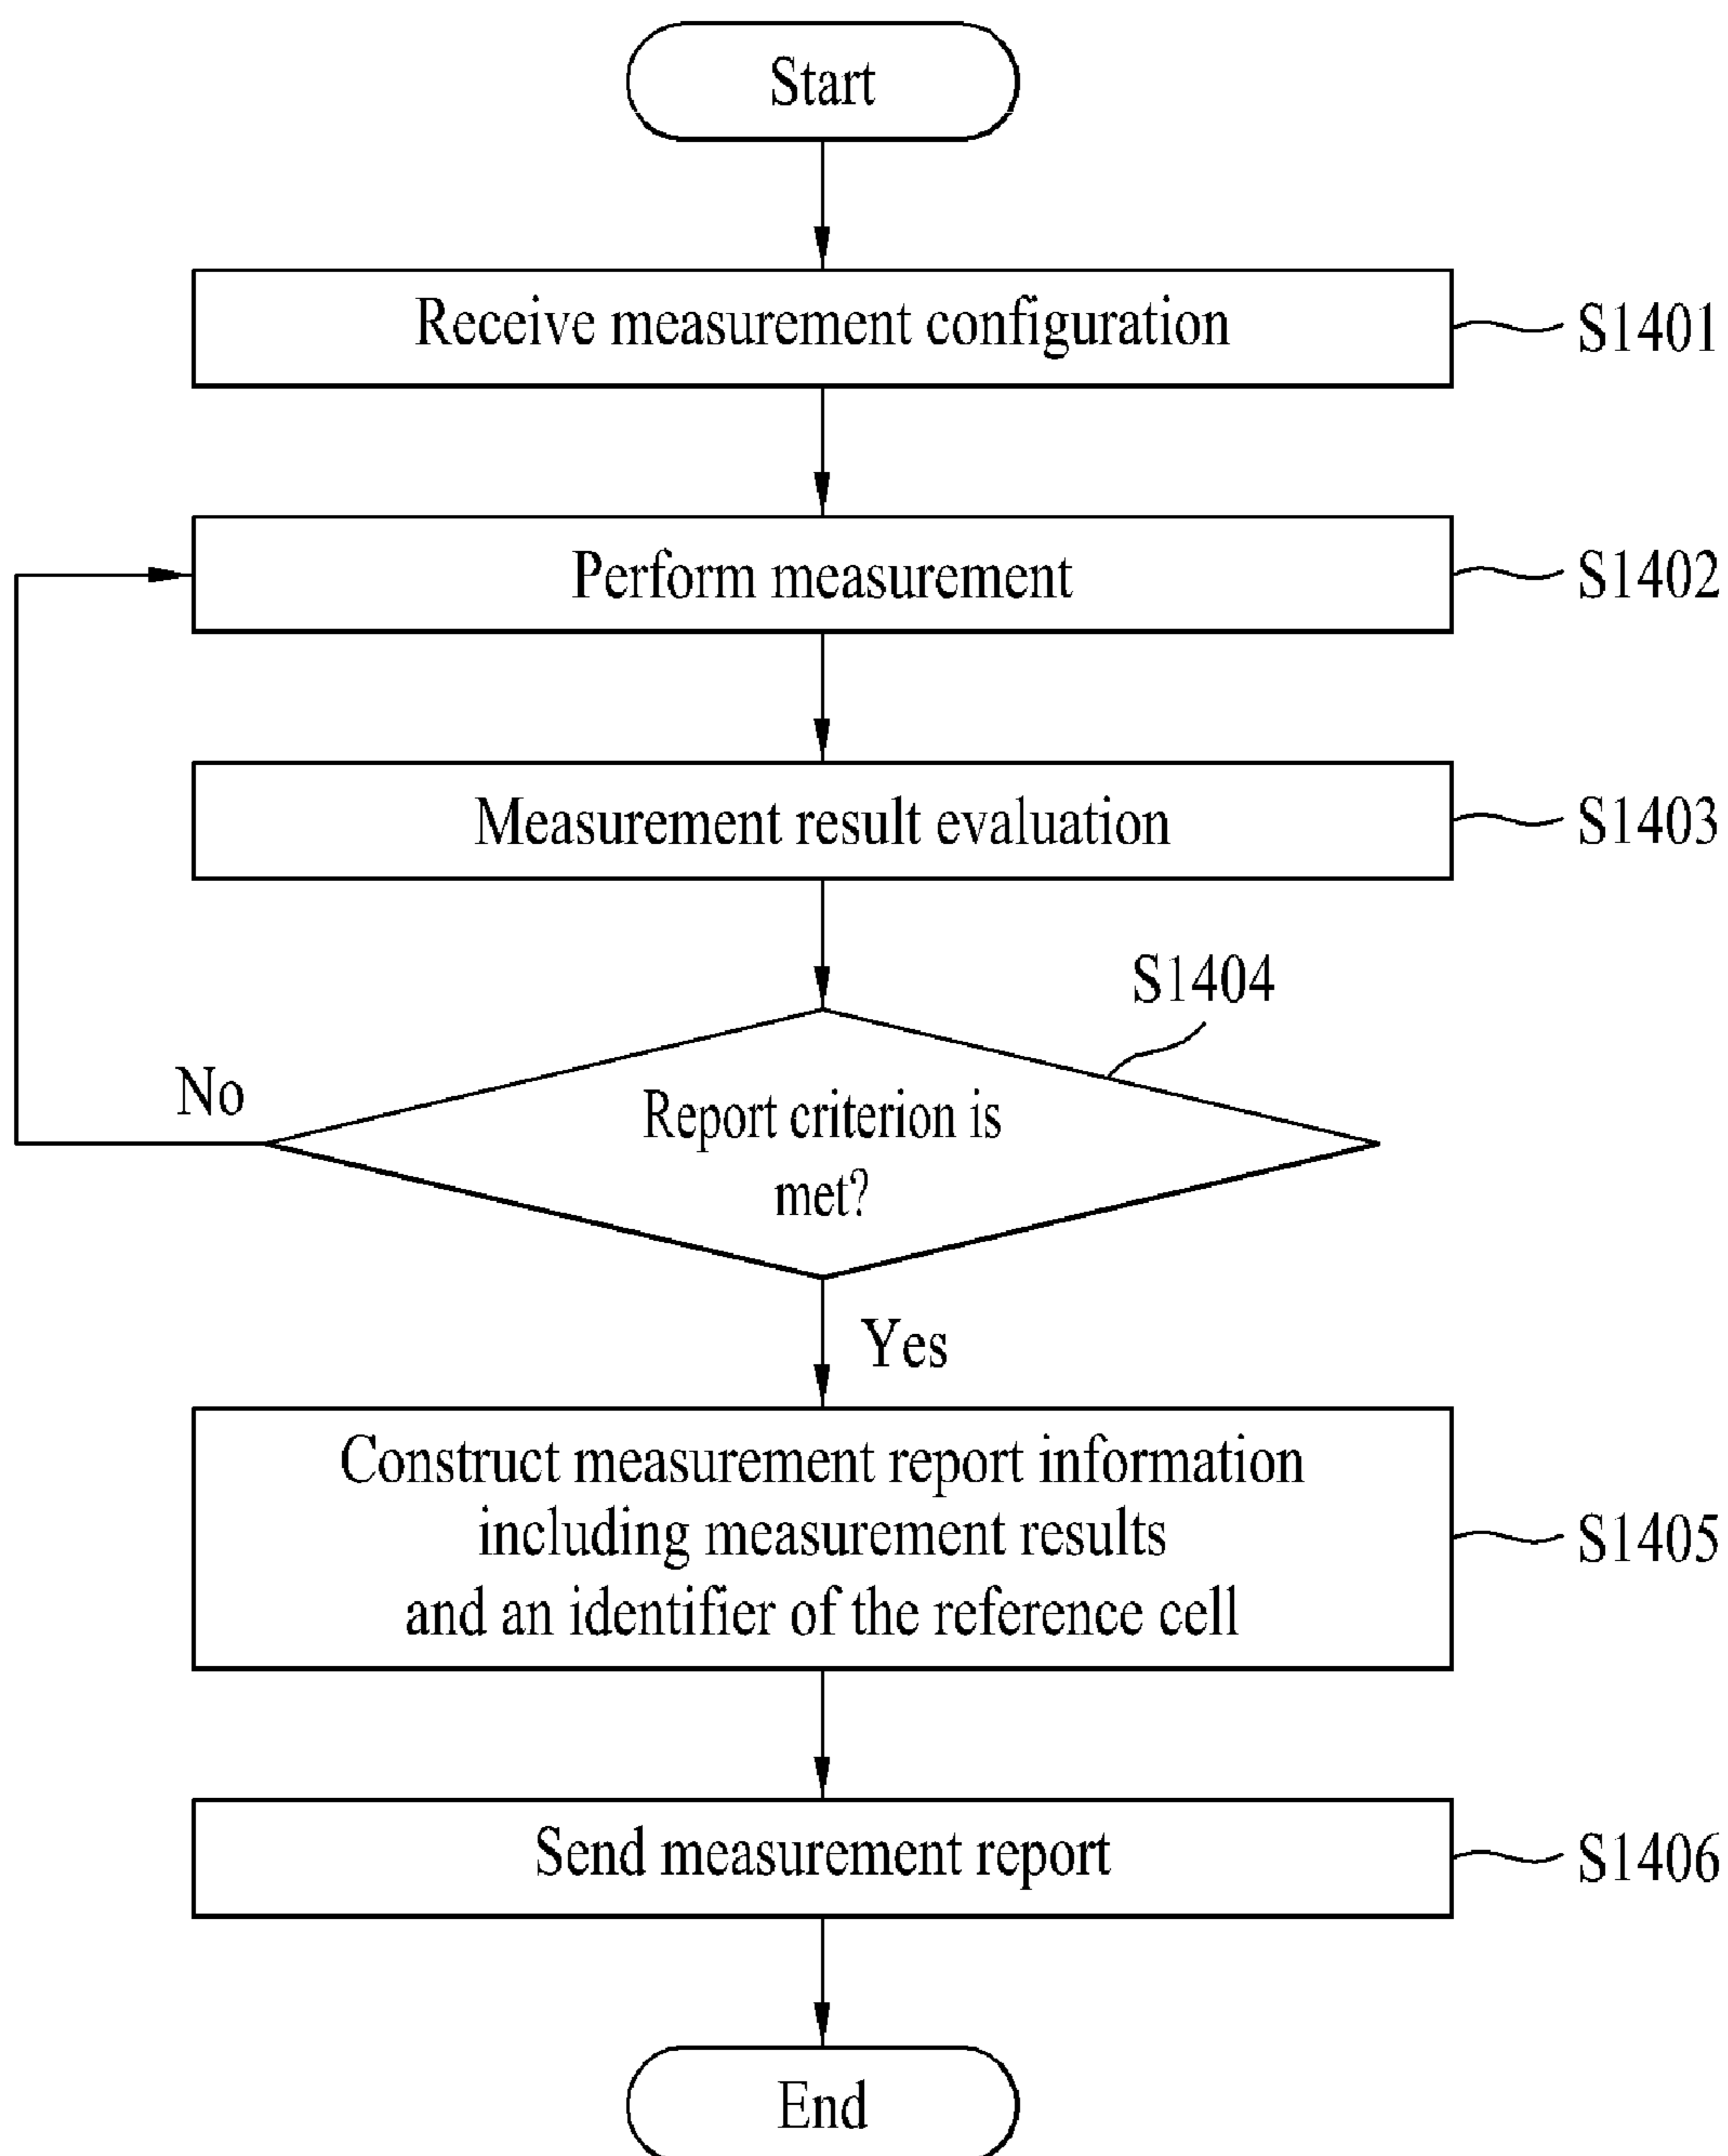 Start
Receive measurement configuration
S1401
Perform measurement
S1402
Measurement result evaluation
S1403
S1404
No
Report criterion is
met?
Yes
Construct measurement report information
including measurement results
and an identifier of the reference cell
S1405
Send measurement report
S1406
End